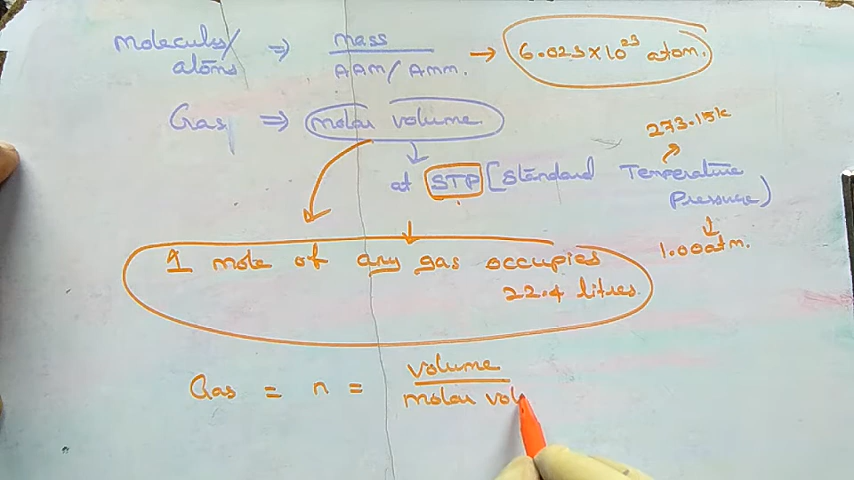 Molecules/ atoms ⇒ mass / AAM/Amm. → 6.023×10²³ atom.
Gas ⇒ molar volume
273.15k
at STP [Standard Temperature
Pressure)
1.00atm.
1 mole of any gas occupies
22.4 litres.
Gas = n = volume
molar vol